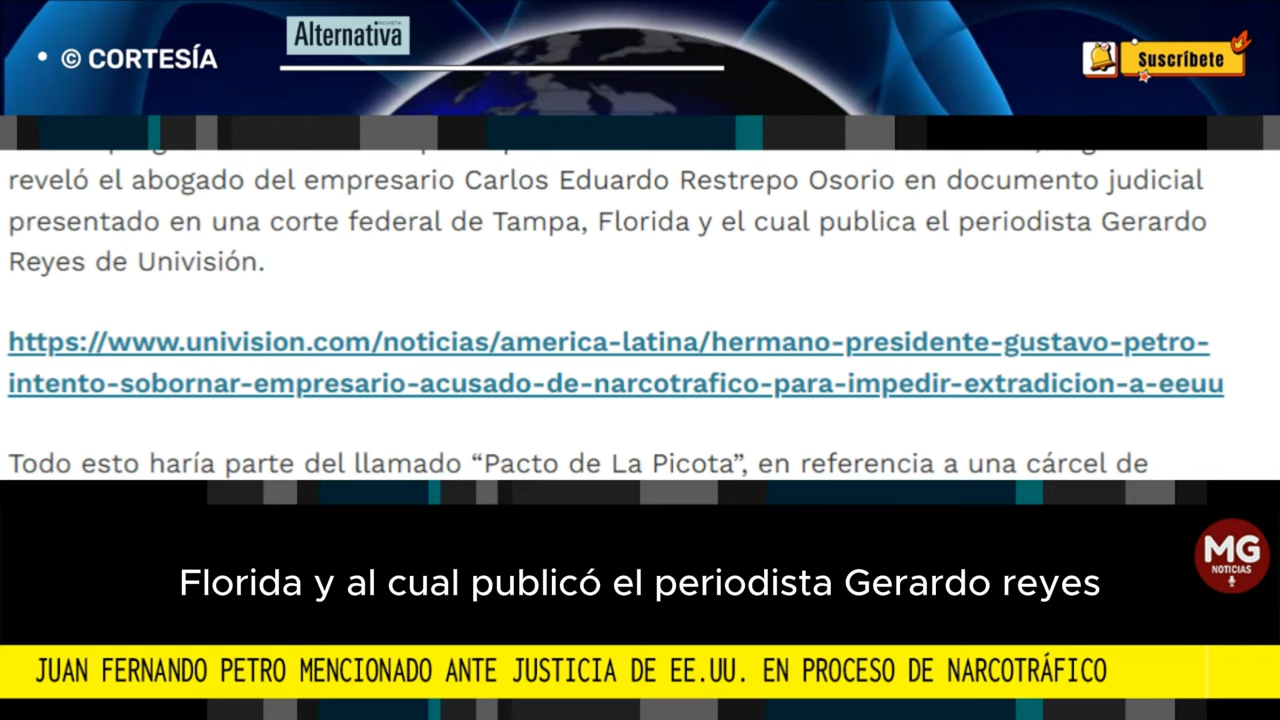 • © CORTESÍA
REVISTA
Alternativa
Suscríbete
reveló el abogado del empresario Carlos Eduardo Restrepo Osorio en documento judicial
presentado en una corte federal de Tampa, Florida y el cual publica el periodista Gerardo
Reyes de Univisión.
https://www.univision.com/noticias/america-latina/hermano-presidente-gustavo-petro-
intento-sobornar-empresario-acusado-de-narcotrafico-para-impedir-extradicion-a-eeuu
Todo esto haría parte del llamado “Pacto de La Picota”, en referencia a una cárcel de
MG
NOTICIAS
Florida y al cual publicó el periodista Gerardo reyes
JUAN FERNANDO PETRO MENCIONADO ANTE JUSTICIA DE EE.UU. EN PROCESO DE NARCOTRÁFICO